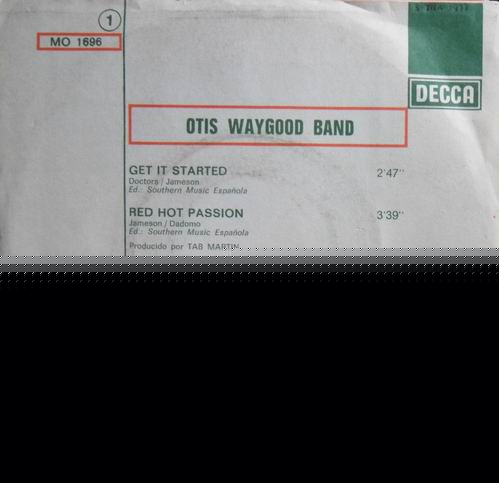 1
MO 1696
DECCA
OTIS WAYGOOD BAND
GET IT STARTED 2'47"
Doctors / Jameson
Ed.: Southern Music Española
RED HOT PASSION 3'39"
Jameson / Dadomo
Ed.: Southern Music Española
Producido por TAB MARTIN.